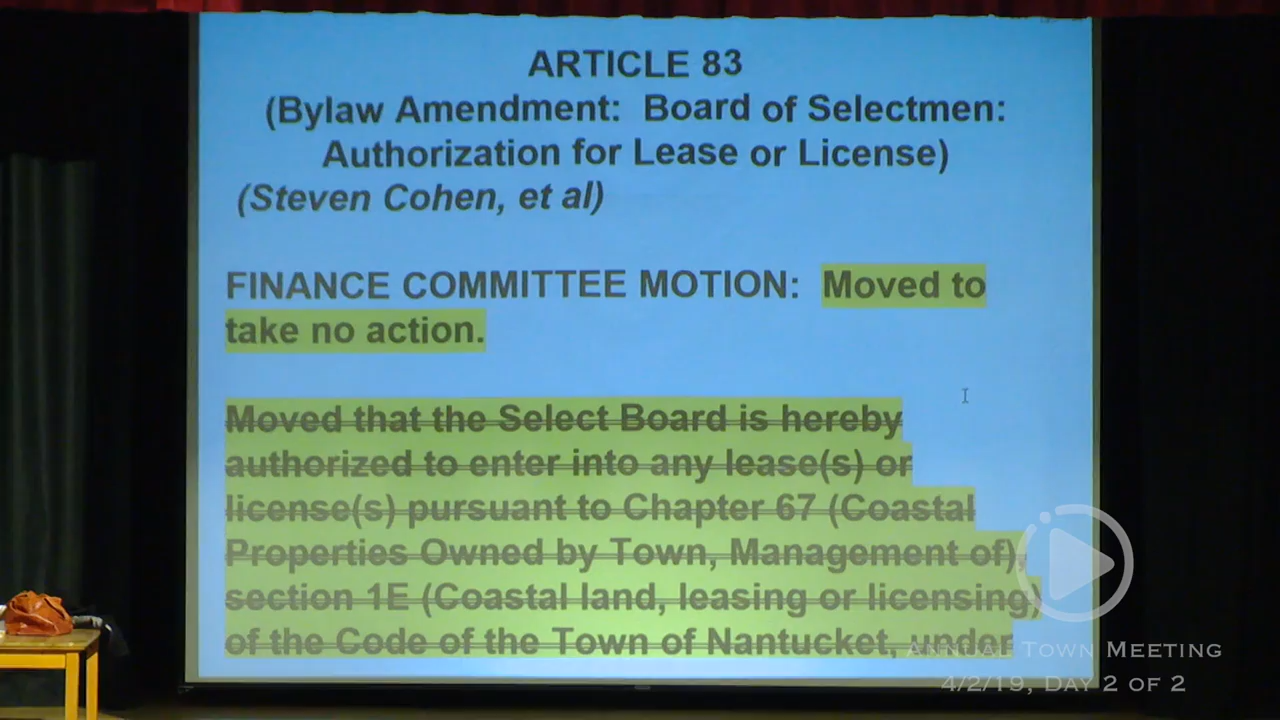 ARTICLE 83
(Bylaw Amendment: Board of Selectmen:
Authorization for Lease or License)
(Steven Cohen, et al)
FINANCE COMMITTEE MOTION: Moved to
take no action.
Moved that the Select Board is hereby
authorized to enter into any lease(s) or
license(s) pursuant to Chapter 67 (Coastal
Properties Owned by Town, Management of),
section 1E (Coastal land, leasing or licensing)
of the Code of the Town of Nantucket, under
ANNUAL TOWN MEETING
4/2/19, DAY 2 OF 2